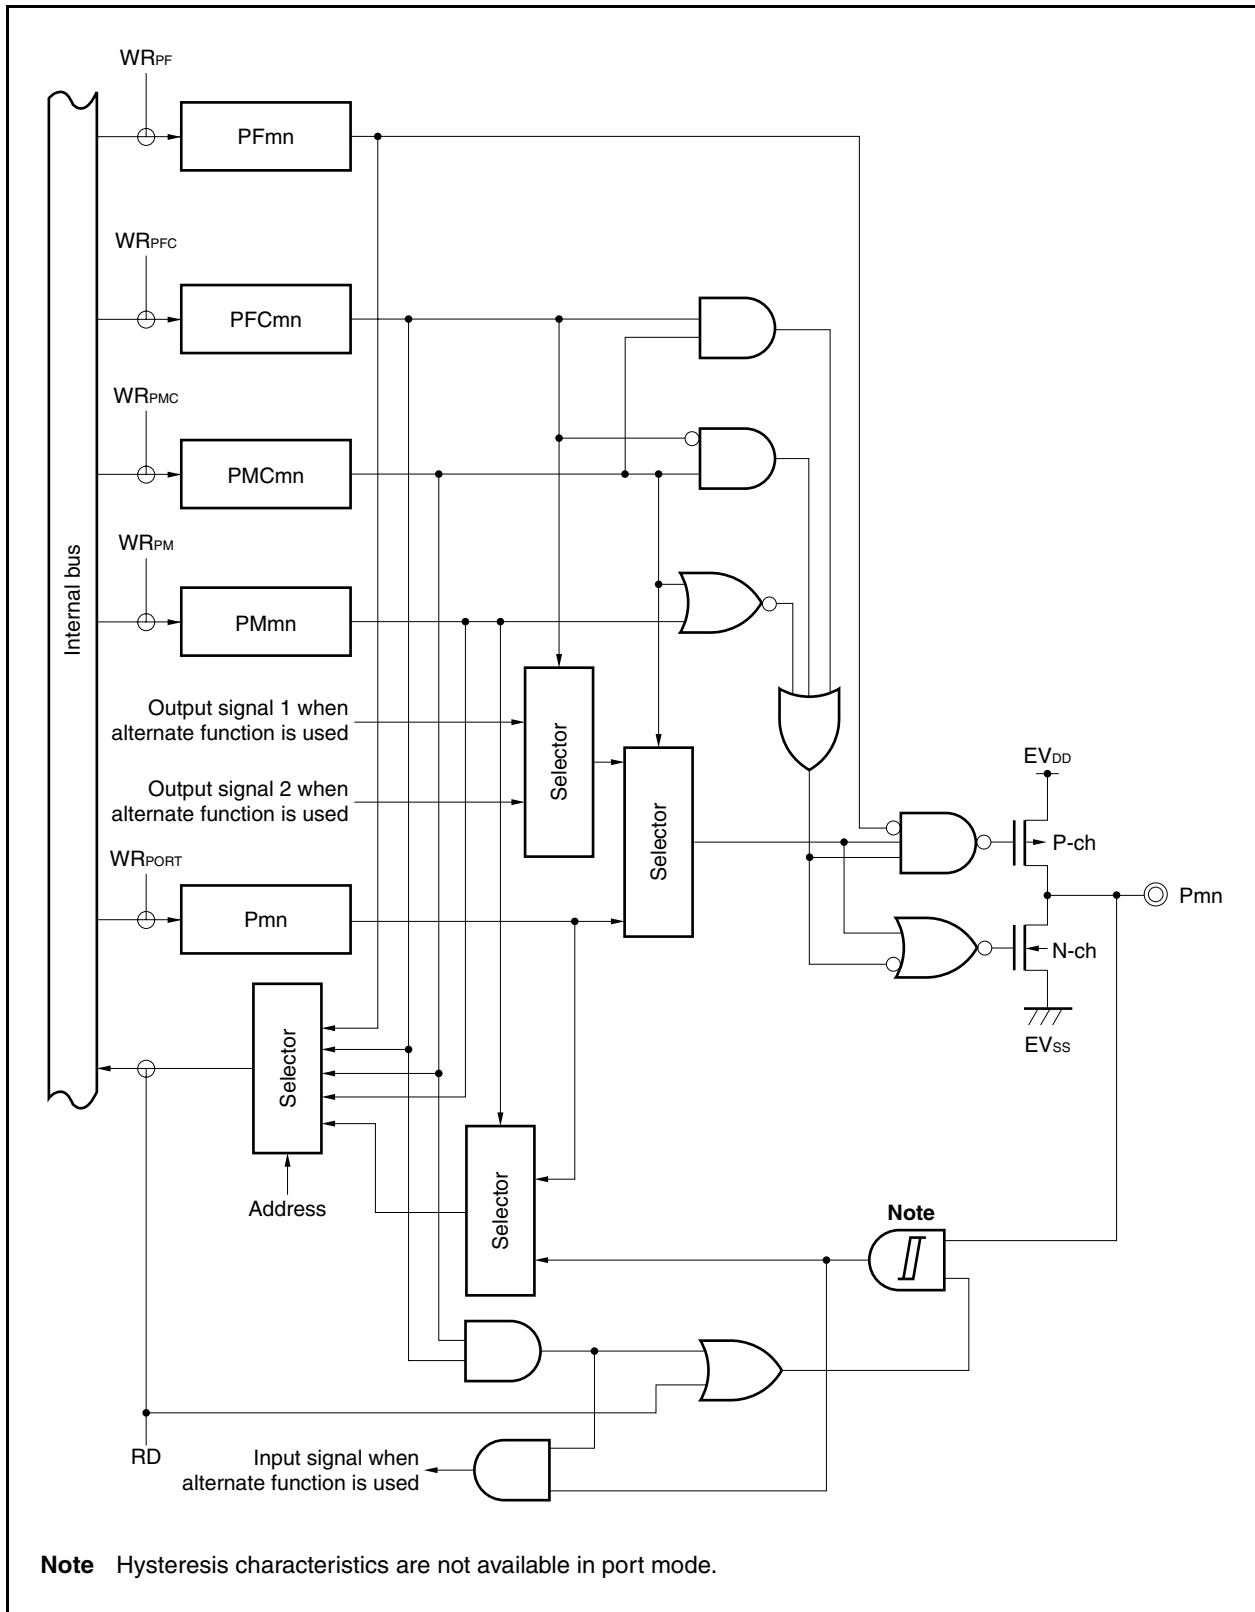 WRPF
PFmn
WRPFC
PFCmn
WRPMC
PMCmn
WRPM
PMmn
Internal bus
Output signal 1 when
alternate function is used
Output signal 2 when
alternate function is used
Selector
Selector
EVDD
P-ch
WRPORT
Pmn
Pmn
N-ch
EVSS
Selector
Address
Selector
Note
RD
Input signal when
alternate function is used
Note Hysteresis characteristics are not available in port mode.